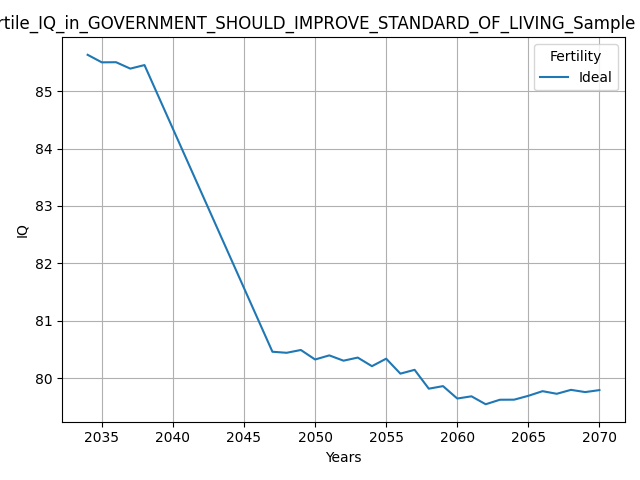 rtile_IQ_in_GOVERNMENT_SHOULD_IMPROVE_STANDARD_OF_LIVING_Sample
Fertility
Ideal
85
84
83
82
81
80
IQ
2035 2040 2045 2050 2055 2060 2065 2070
Years